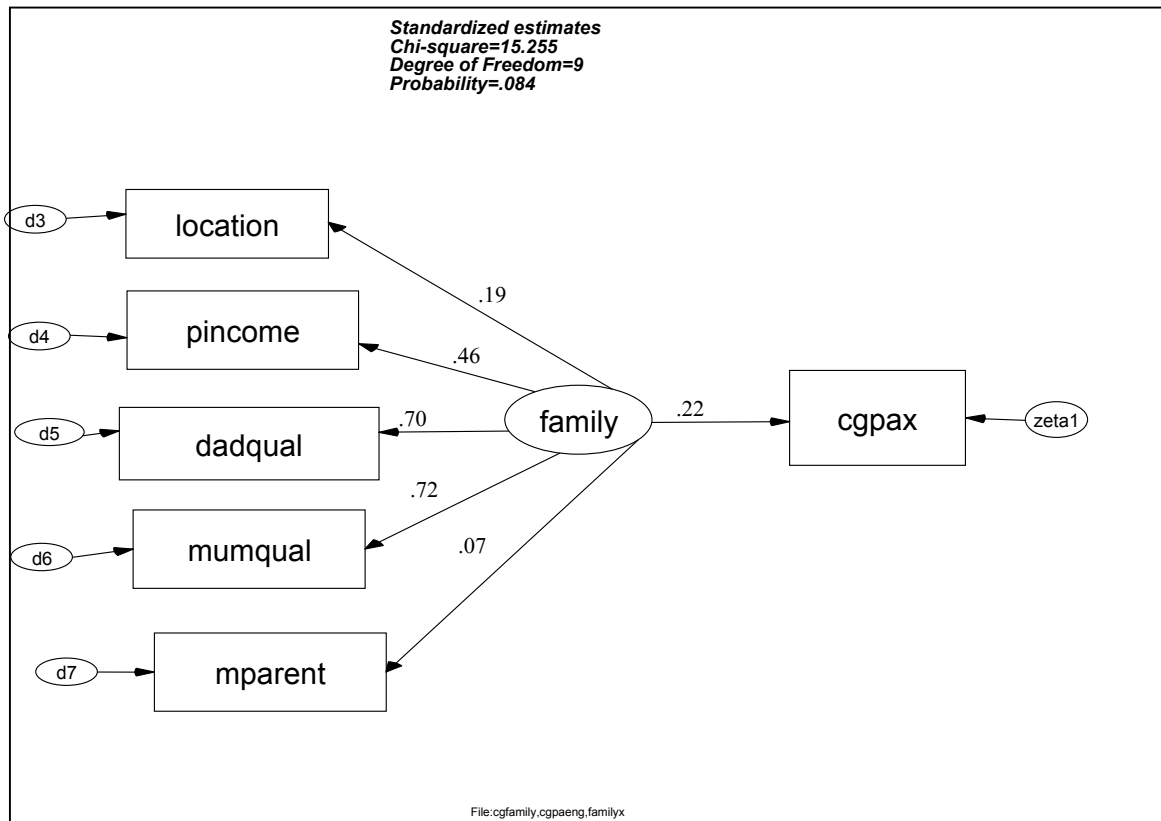 Standardized estimates
Chi-square=15.255
Degree of Freedom=9
Probability=.084
d3
location
.19
d4
pincome
.46
d5
dadqual
.70
family
.22
cgpax
zeta1
.72
d6
mumqual
.07
d7
mparent
File:cgfamily,cgpaeng,familyx